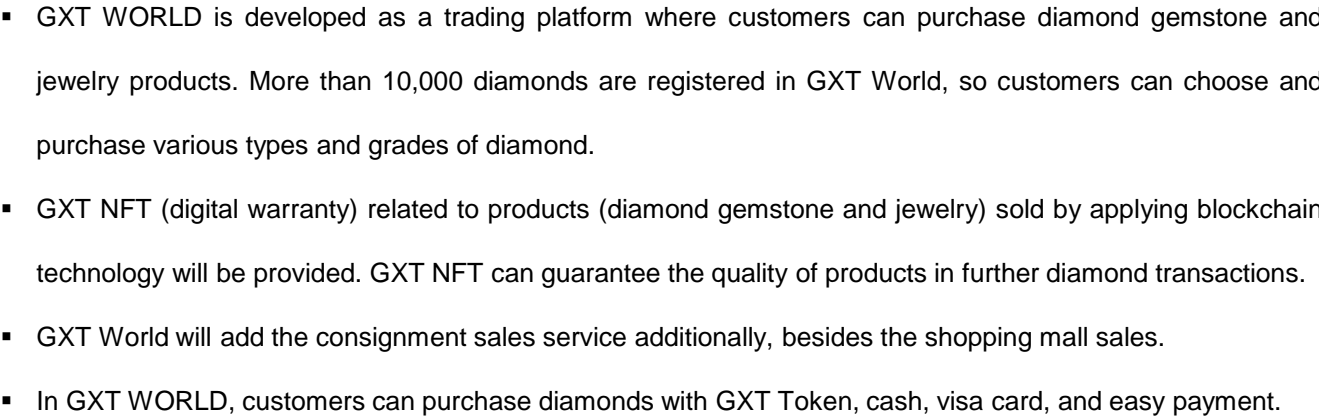 ▪ GXT WORLD is developed as a trading platform where customers can purchase diamond gemstone and
jewelry products. More than 10,000 diamonds are registered in GXT World, so customers can choose and
purchase various types and grades of diamond.
▪ GXT NFT (digital warranty) related to products (diamond gemstone and jewelry) sold by applying blockchain
technology will be provided. GXT NFT can guarantee the quality of products in further diamond transactions.
▪ GXT World will add the consignment sales service additionally, besides the shopping mall sales.
▪ In GXT WORLD, customers can purchase diamonds with GXT Token, cash, visa card, and easy payment.